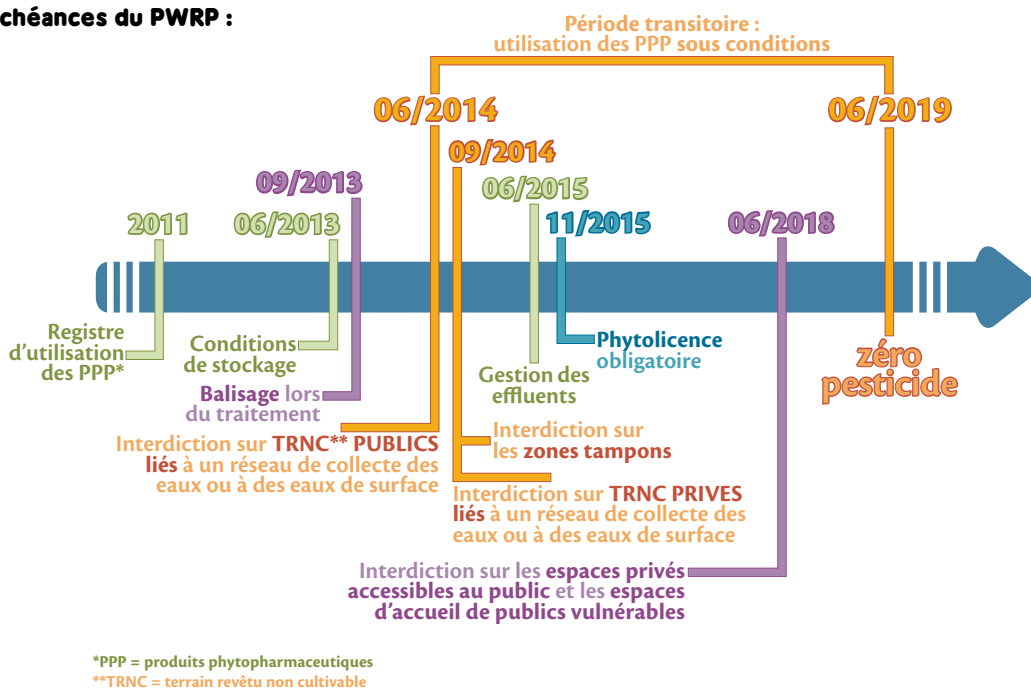 chéances du PWRP :
Période transitoire :
utilisation des PPP sous conditions
06/2014
06/2019
09/2014
09/2013
06/2015
2011
06/2013
11/2015
06/2018
Registre
d'utilisation
des PPP*
Conditions
de stockage
Balisage lors
du traitement
Interdiction sur TRNC** PUBLICS
liés à un réseau de collecte des
eaux ou à des eaux de surface
Phytolicence
obligatoire
Gestion des
effluents
zéro
pesticide
Interdiction sur
les zones tampons
Interdiction sur TRNC PRIVES
liés à un réseau de collecte des
eaux ou à des eaux de surface
Interdiction sur les espaces privés
accessibles au public et les espaces
d'accueil de publics vulnérables
*PPP = produits phytopharmaceutiques
**TRNC = terrain revêtu non cultivable